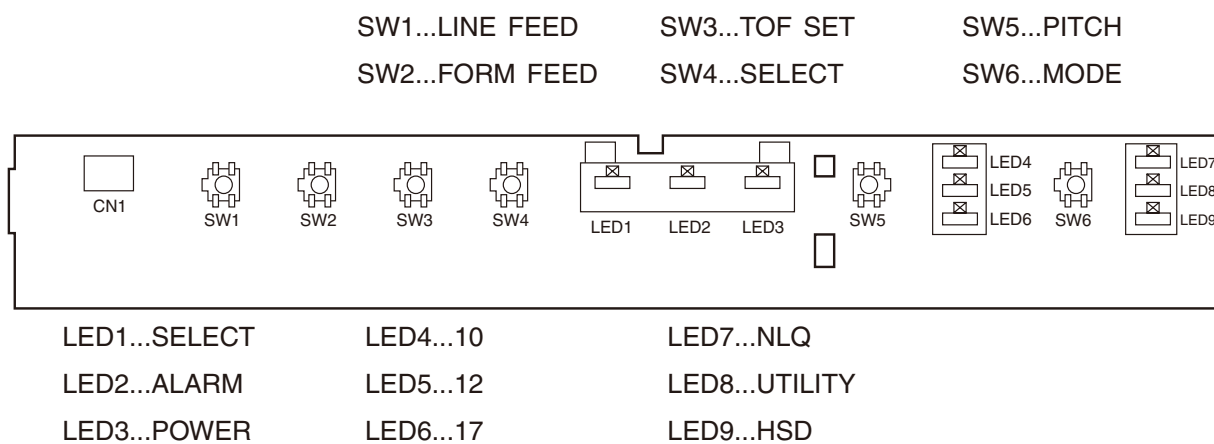 SW1...LINE FEED SW3...TOF SET SW5...PITCH
SW2...FORM FEED SW4...SELECT SW6...MODE
CN1 SW1 SW2 SW3 SW4 LED1 LED2 LED3 SW5 LED4 LED5 LED6 SW6 LED7 LED8 LED9
LED1...SELECT LED4...10 LED7...NLQ
LED2...ALARM LED5...12 LED8...UTILITY
LED3...POWER LED6...17 LED9...HSD